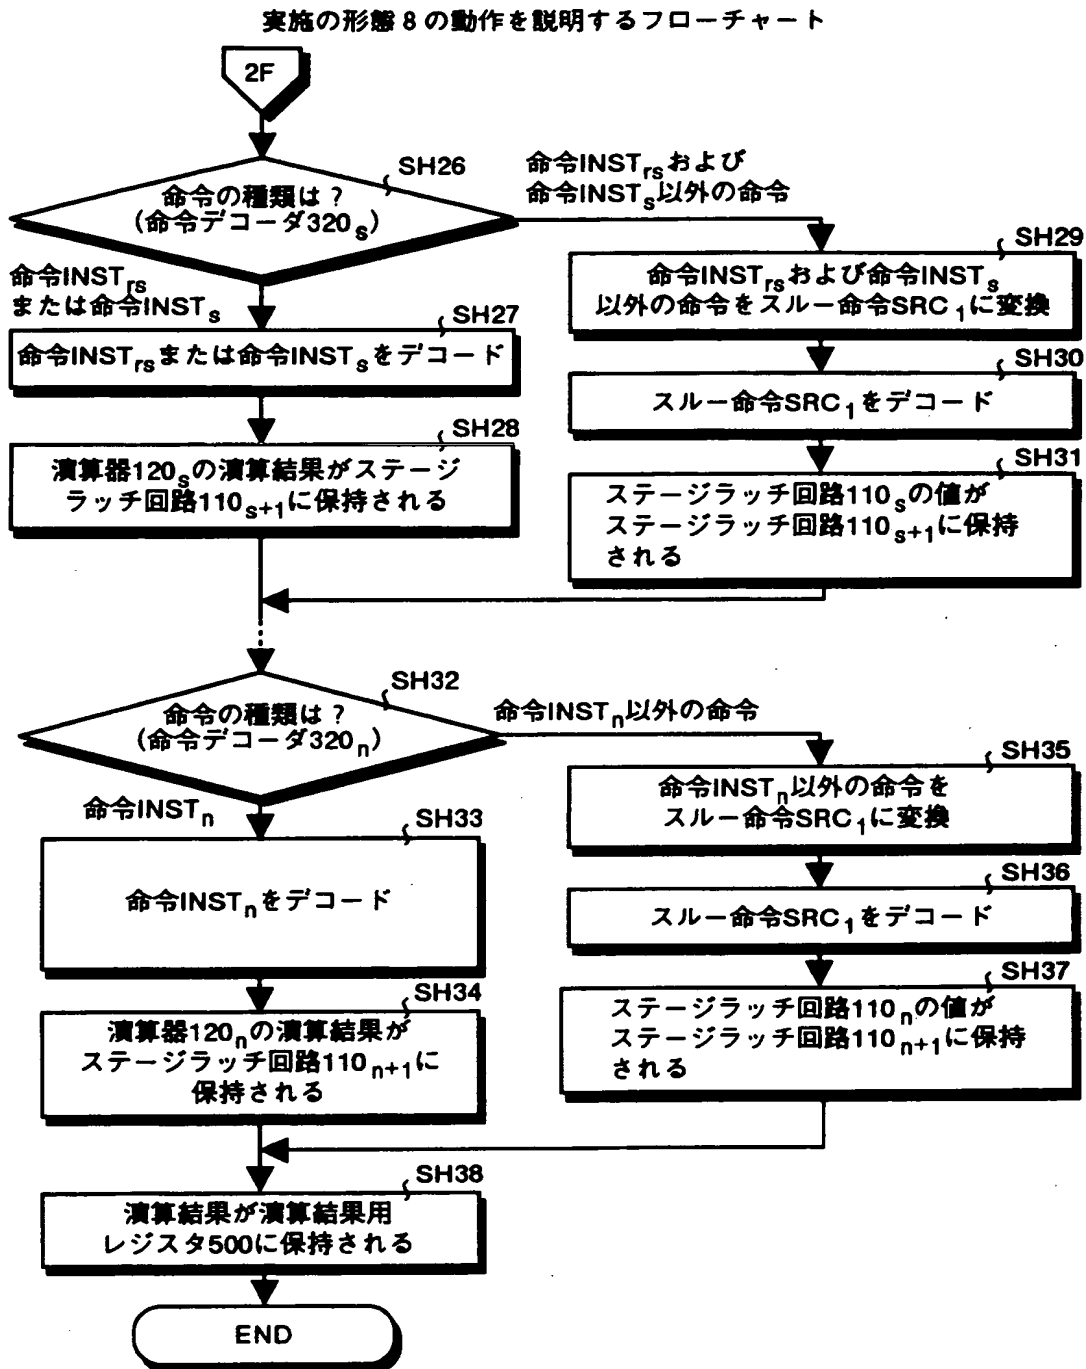 実施の形態8の動作を説明するフローチャート
2F
SH26
命令の種類は?
(命令デコーダ320s)
命令INSTrsおよび
命令INSTs以外の命令
命令INSTrs
または命令INSTs
SH27
命令INSTrsまたは命令INSTsをデコード
SH28
演算器120sの演算結果がステージ
ラッチ回路110s+1に保持される
SH29
命令INSTrsおよび命令INSTs
以外の命令をスルー命令SRC1に変換
SH30
スルー命令SRC1をデコード
SH31
ステージラッチ回路110sの値が
ステージラッチ回路110s+1に保持
される
SH32
命令の種類は?
(命令デコーダ320n)
命令INSTn以外の命令
命令INSTn
SH33
命令INSTnをデコード
SH34
演算器120nの演算結果が
ステージラッチ回路110n+1に
保持される
SH35
命令INSTn以外の命令を
スルー命令SRC1に変換
SH36
スルー命令SRC1をデコード
SH37
ステージラッチ回路110nの値が
ステージラッチ回路110n+1に保持
される
SH38
演算結果が演算結果用
レジスタ500に保持される
END